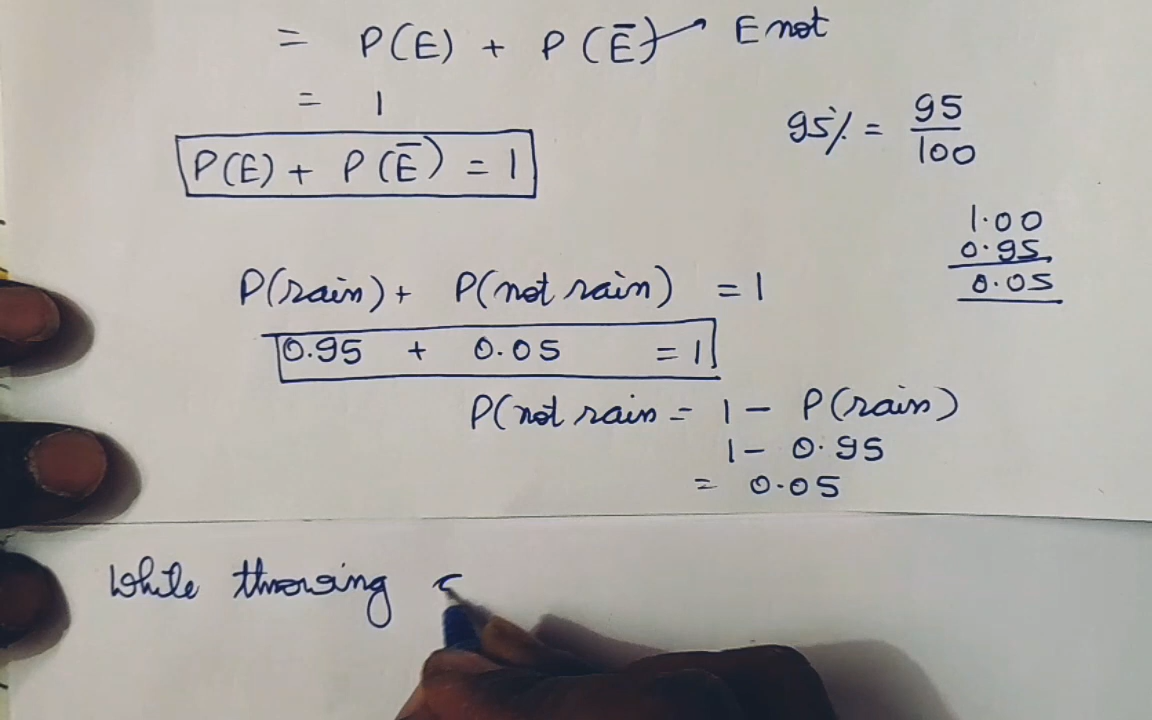 = P(E) + P(Ē) → E not
= 1
P(E) + P(Ē) = 1
95% = 95/100
1.00
0.95
0.05
P(rain) + P(not rain) = 1
0.95 + 0.05 = 1
P(not rain = 1 - P(rain)
1 - 0.95
= 0.05
While throwing